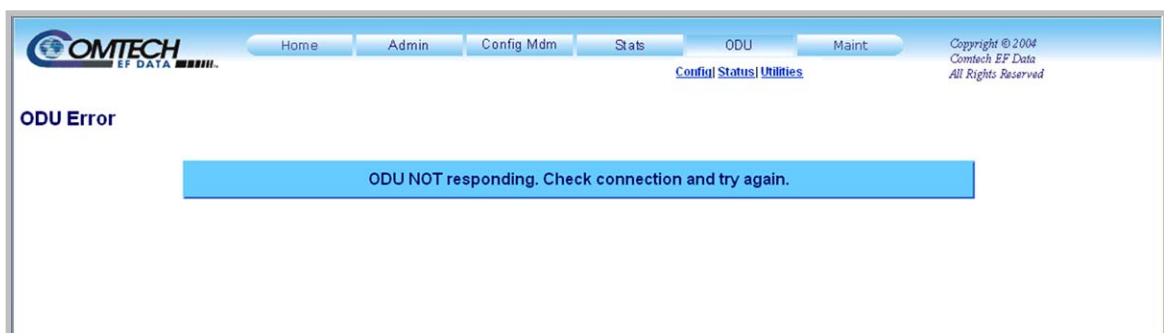 COMTECH
EF DATA
Home Admin Config Mdm Stats ODU Maint
Config| Status| Utilities
Copyright © 2004
Comtech EF Data
All Rights Reserved
ODU Error
ODU NOT responding. Check connection and try again.